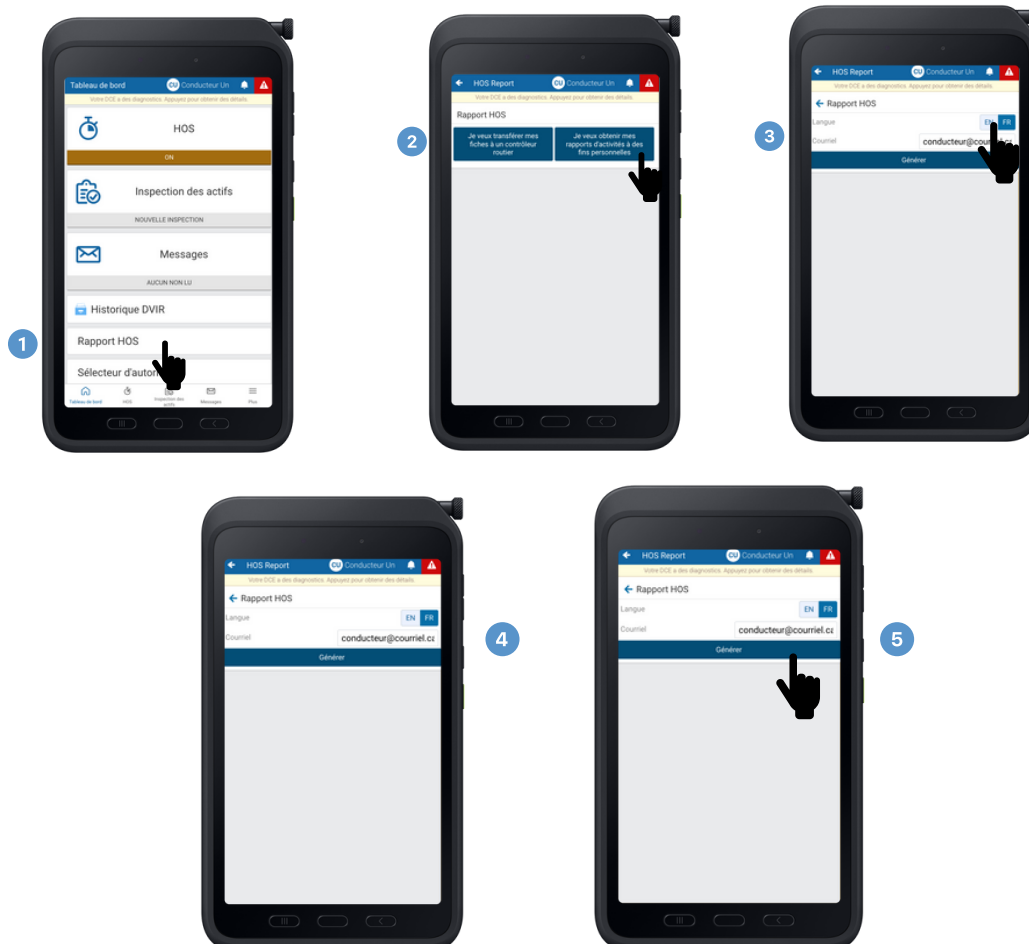 1
Tableau de bord
CU Conducteur Un
Votre DCE a des diagnostics. Appuyez pour obtenir des détails.
HOS
ON
Inspection des actifs
NOUVELLE INSPECTION
Messages
AUCUN NON LU
Historique DVIR
Rapport HOS
Sélecteur d'auto
Tableau de bord
HOS
Inspection des
actifs
Messages
Plus
2
HOS Report
CU Conducteur Un
Votre DCE a des diagnostics. Appuyez pour obtenir des détails.
Rapport HOS
Je veux transférer mes
fiches à un contrôleur
routier
Je veux obtenir mes
rapports d'activités à des
fins personnelles
3
HOS Report
CU Conducteur Un
Votre DCE a des diagnostics. Appuyez pour obtenir des détails.
Rapport HOS
Langue
EN FR
Courriel
conducteur@courriel.ca
Générer
4
HOS Report
CU Conducteur Un
Votre DCE a des diagnostics. Appuyez pour obtenir des détails.
Rapport HOS
Langue
EN FR
Courriel
conducteur@courriel.ca
Générer
5
HOS Report
CU Conducteur Un
Votre DCE a des diagnostics. Appuyez pour obtenir des détails.
Rapport HOS
Langue
EN FR
Courriel
conducteur@courriel.ca
Générer